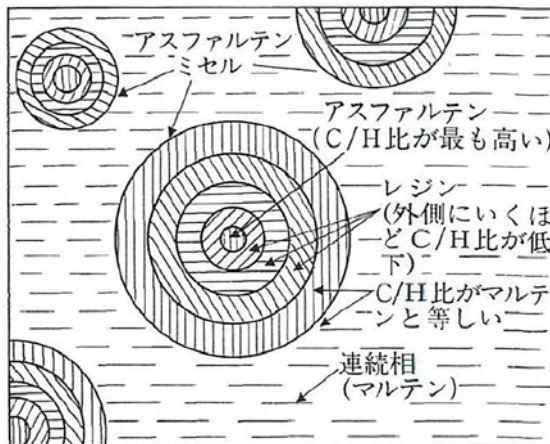 アスファルテン
ミセル
アスファルテン
(C/H比が最も高い)
レジン
(外側にいくほ
どC/H比が低
下)
C/H比がマルテ
ンと等しい
連続相
(マルテン)